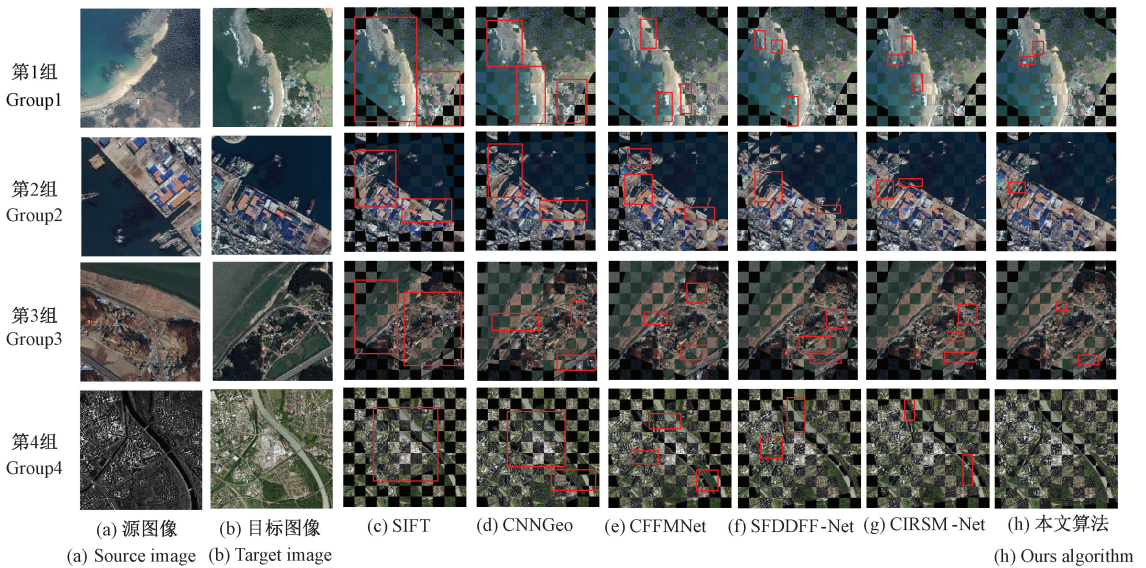 第1组
Group1
第2组
Group2
第3组
Group3
第4组
Group4
(a) 源图像 (b) 目标图像 (c) SIFT (d) CNNGeo (e) CFFMNet (f) SFDDFF-Net (g) CIRSM-Net (h) 本文算法
(a) Source image (b) Target image (h) Ours algorithm